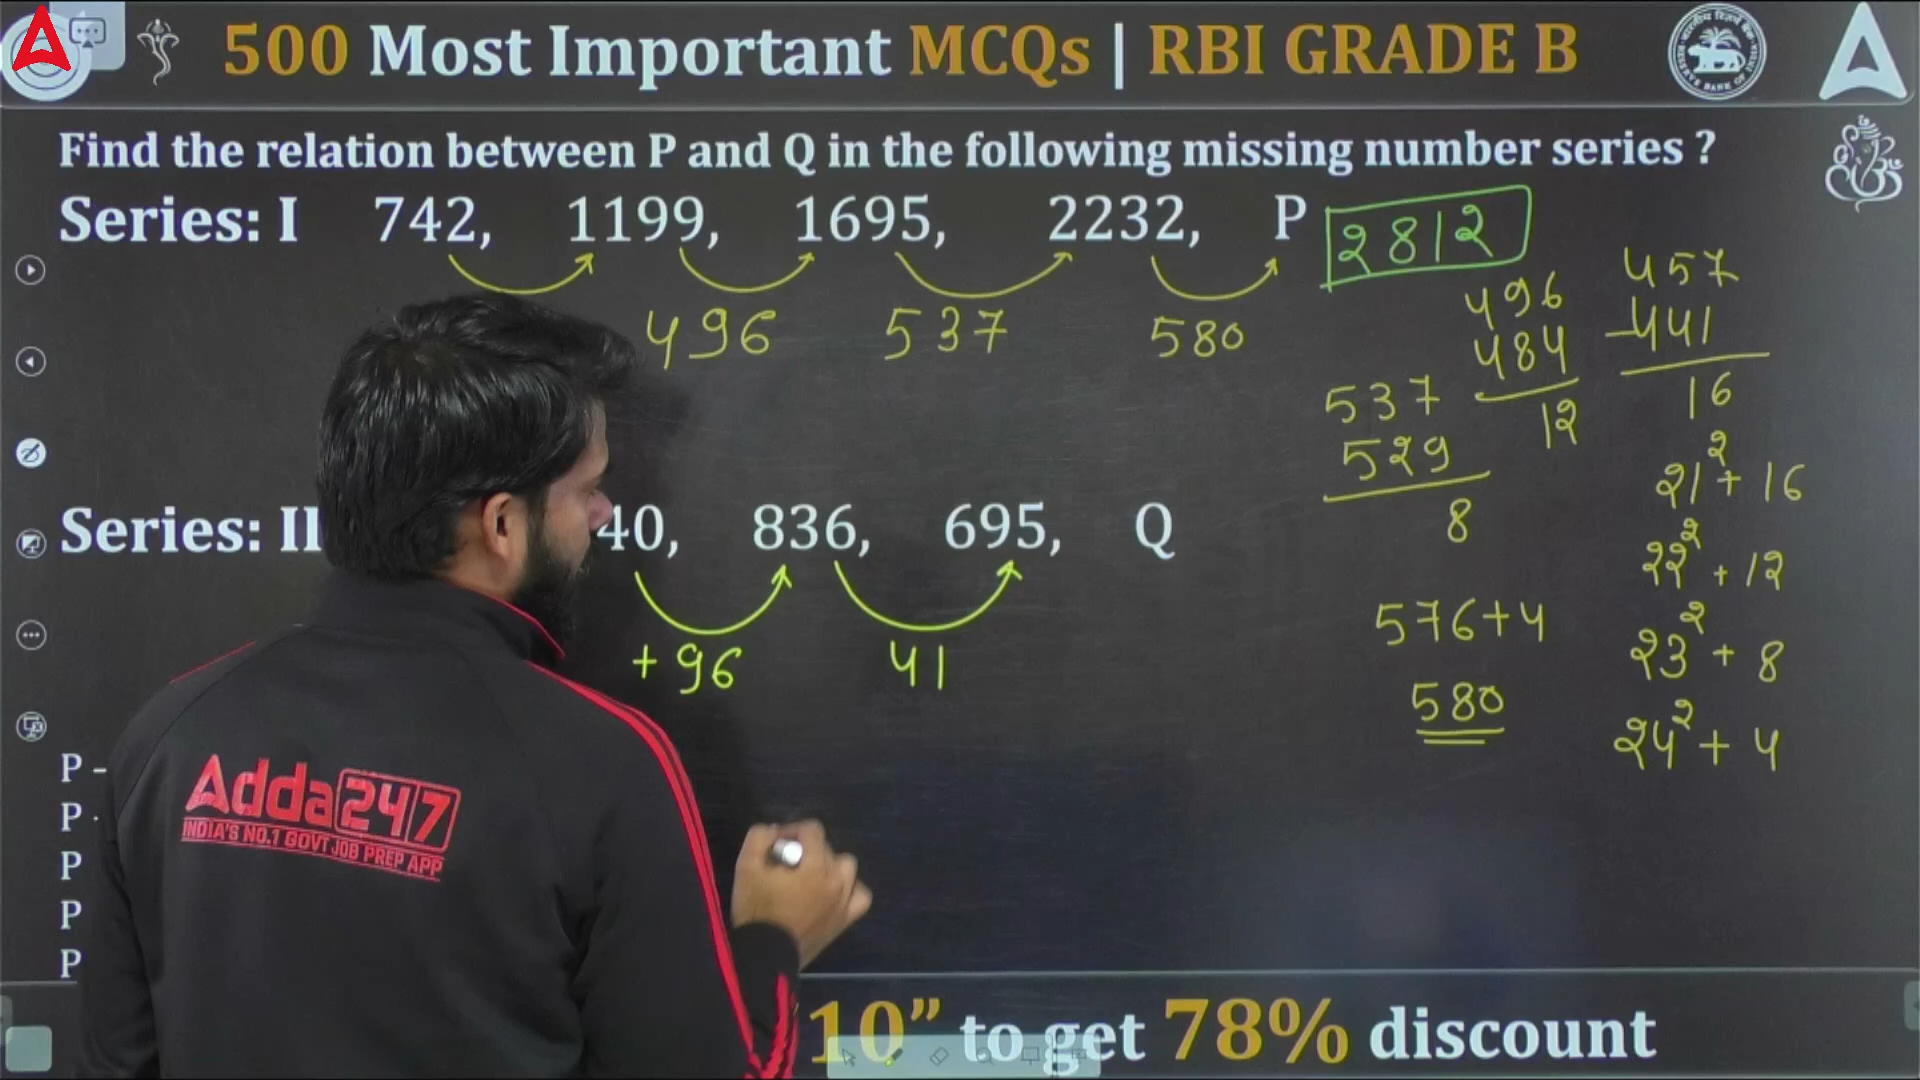 500 Most Important MCQs | RBI GRADE B
Find the relation between P and Q in the following missing number series ?
Series: I 742, 1199, 1695, 2232, P 2812
496 537 580
457
-441
16
496
484
12
537
529
8
21² + 16
22² + 12
23² + 8
24² + 4
576+4
580
Series: II 40, 836, 695, Q
+96 41
P -
P
P
P
P
Adda247
INDIA'S NO.1 GOVT JOB PREP APP
10” to get 78% discount